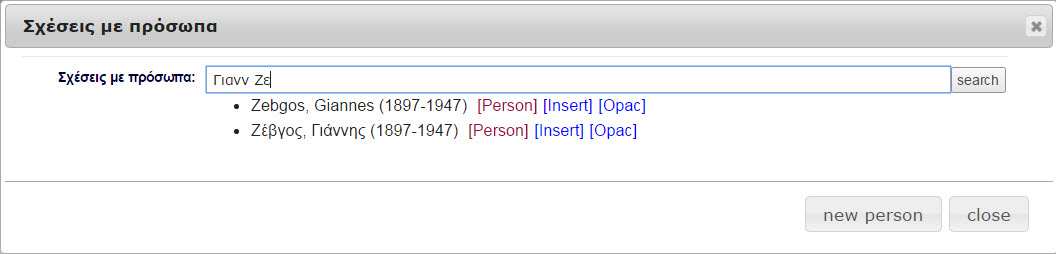 Σχέσεις με πρόσωπα
Σχέσεις με πρόσωπα: Γιανν Ζε search
Zebgos, Giannes (1897-1947) [Person] [Insert] [Opac]
Ζέβγος, Γιάννης (1897-1947) [Person] [Insert] [Opac]
new person close